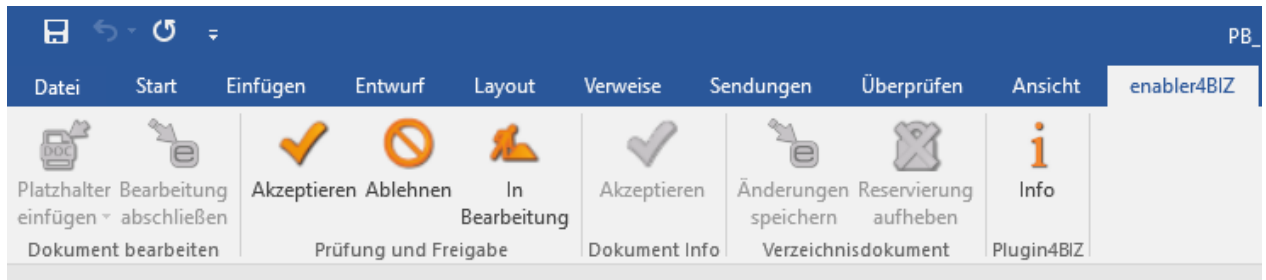 PB_
Datei Start Einfügen Entwurf Layout Verweise Sendungen Überprüfen Ansicht enabler4BIZ
DOC e e
Platzhalter Bearbeitung Akzeptieren Ablehnen In Akzeptieren Änderungen Reservierung Info
einfügen abschließen Bearbeitung speichern aufheben
Dokument bearbeiten Prüfung und Freigabe Dokument Info Verzeichnisdokument Plugin4BIZ